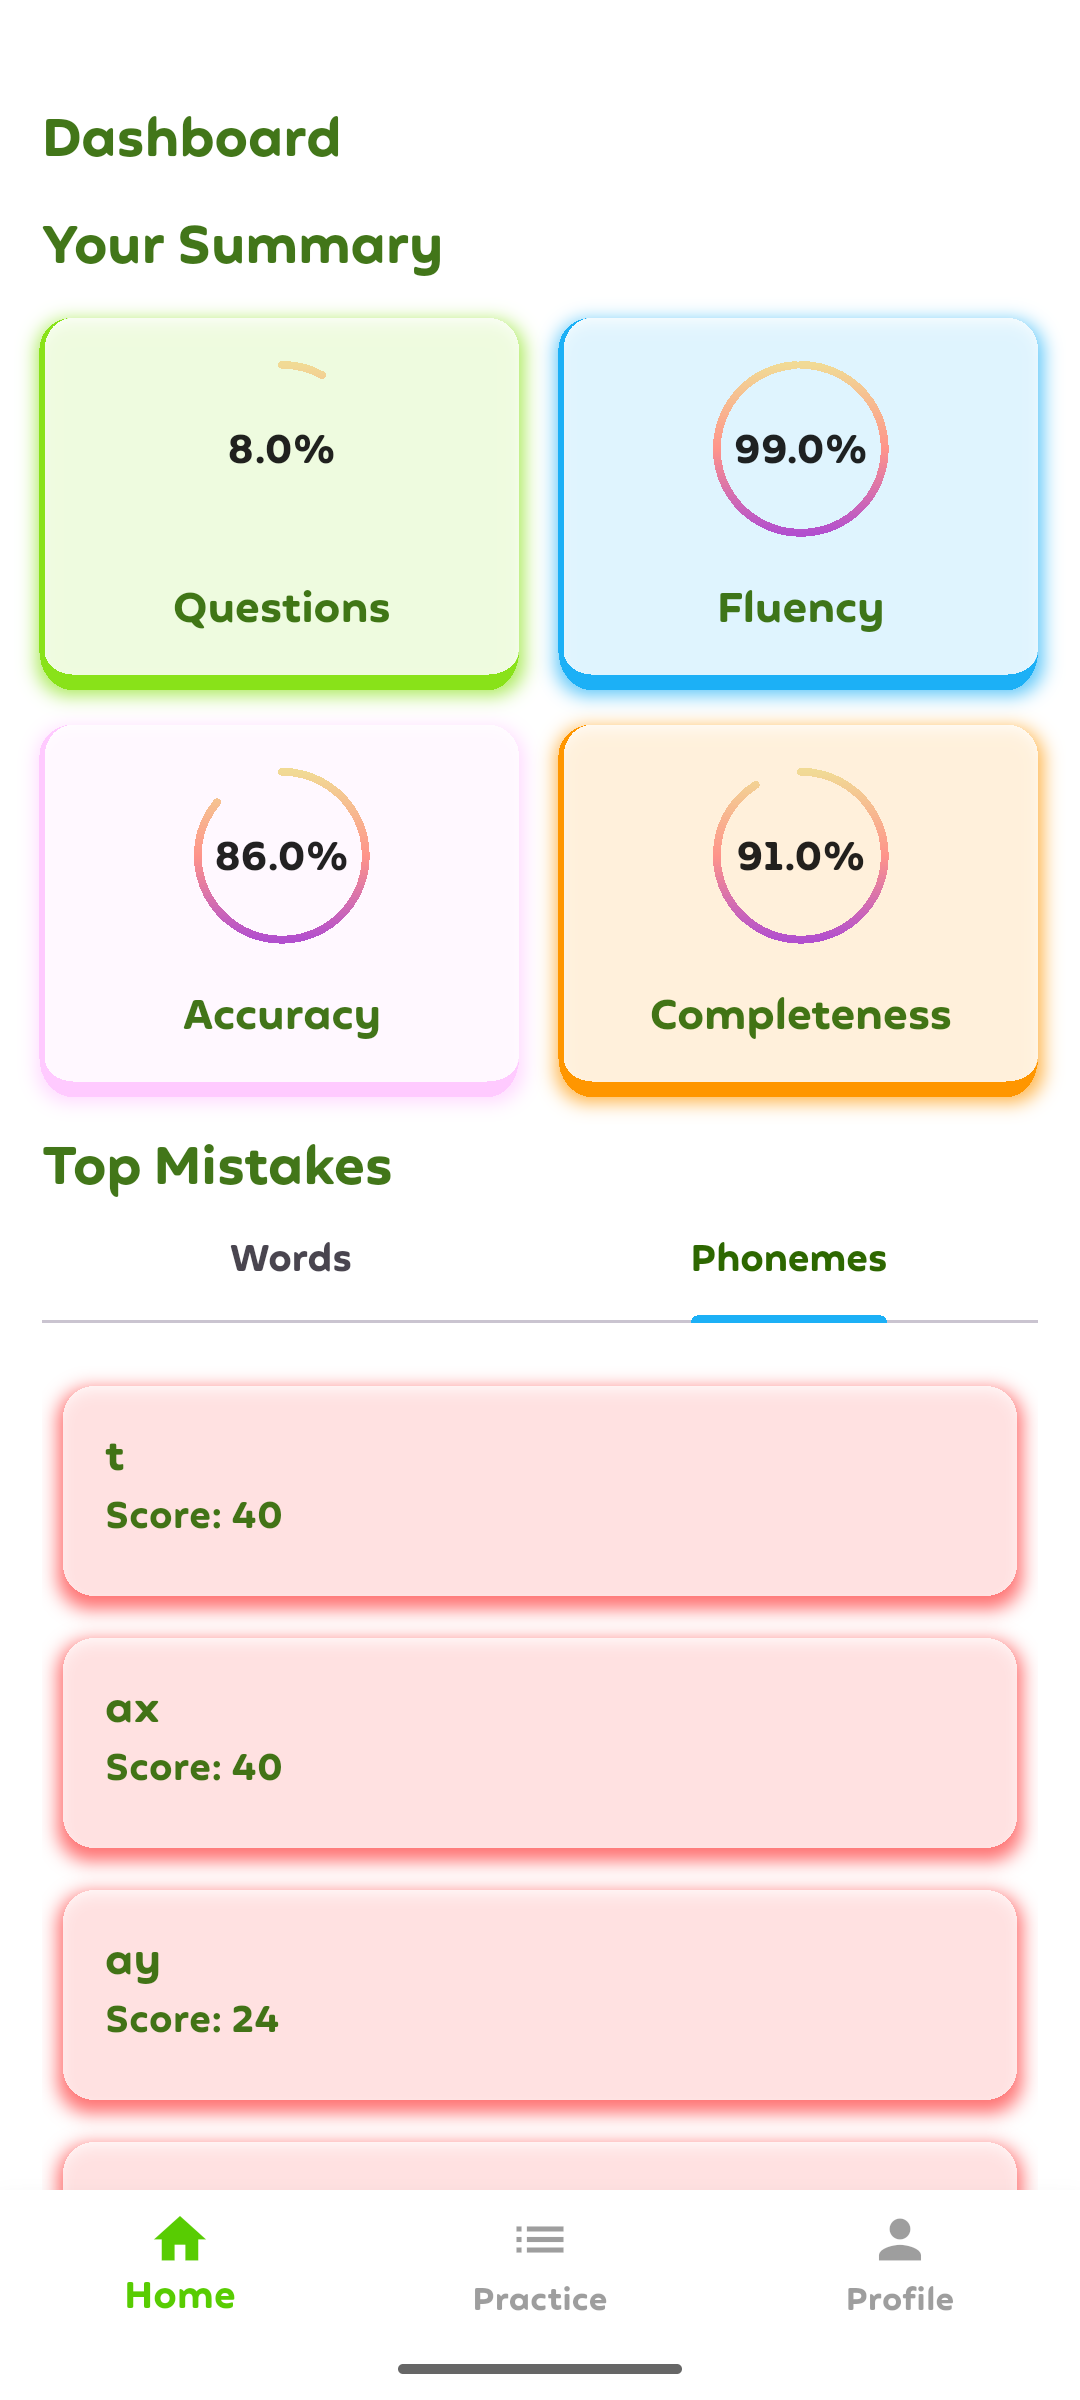 Dashboard
Your Summary
8.0%
Questions
99.0%
Fluency
86.0%
Accuracy
91.0%
Completeness
Top Mistakes
Words
Phonemes
t
Score: 40
ax
Score: 40
ay
Score: 24
Home
Practice
Profile